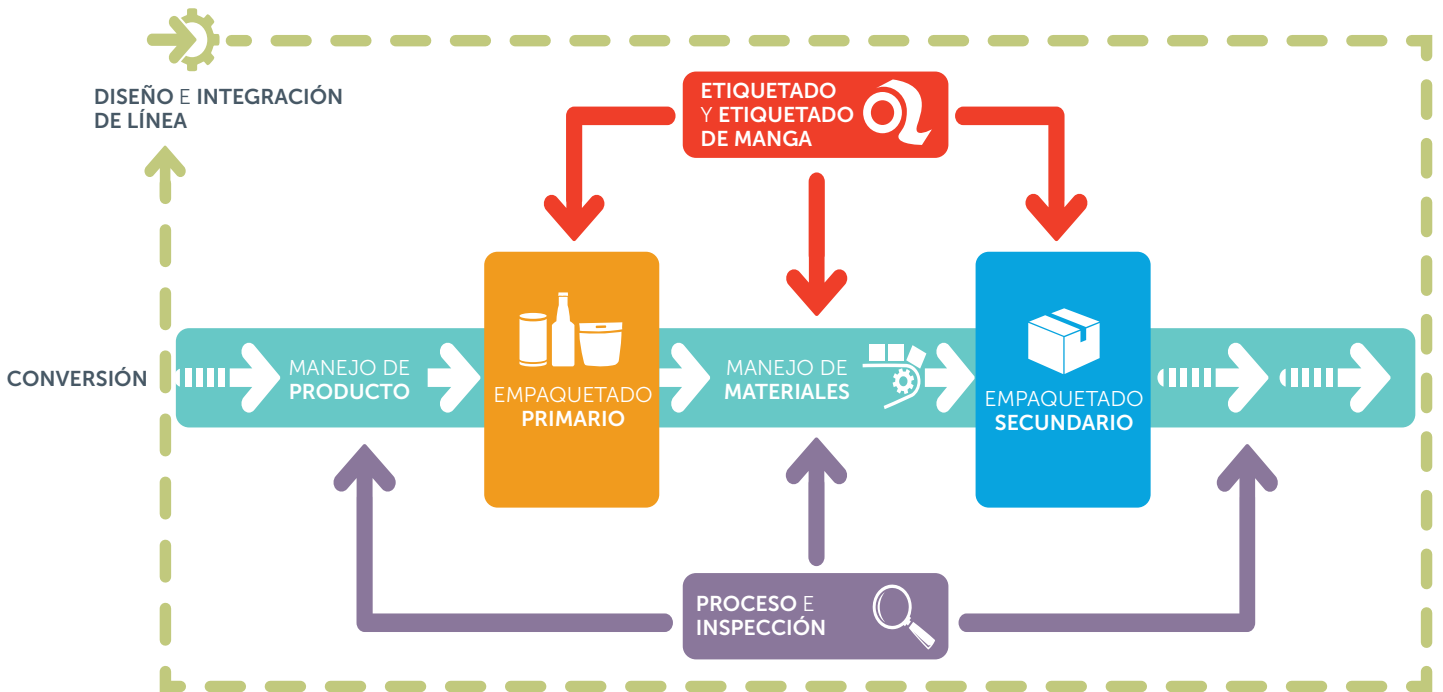 DISEÑO E INTEGRACIÓN
DE LÍNEA
ETIQUETADO
Y ETIQUETADO
DE MANGA
CONVERSIÓN
MANEJO DE
PRODUCTO
EMPAQUETADO
PRIMARIO
MANEJO DE
MATERIALES
EMPAQUETADO
SECUNDARIO
PROCESO E
INSPECCIÓN